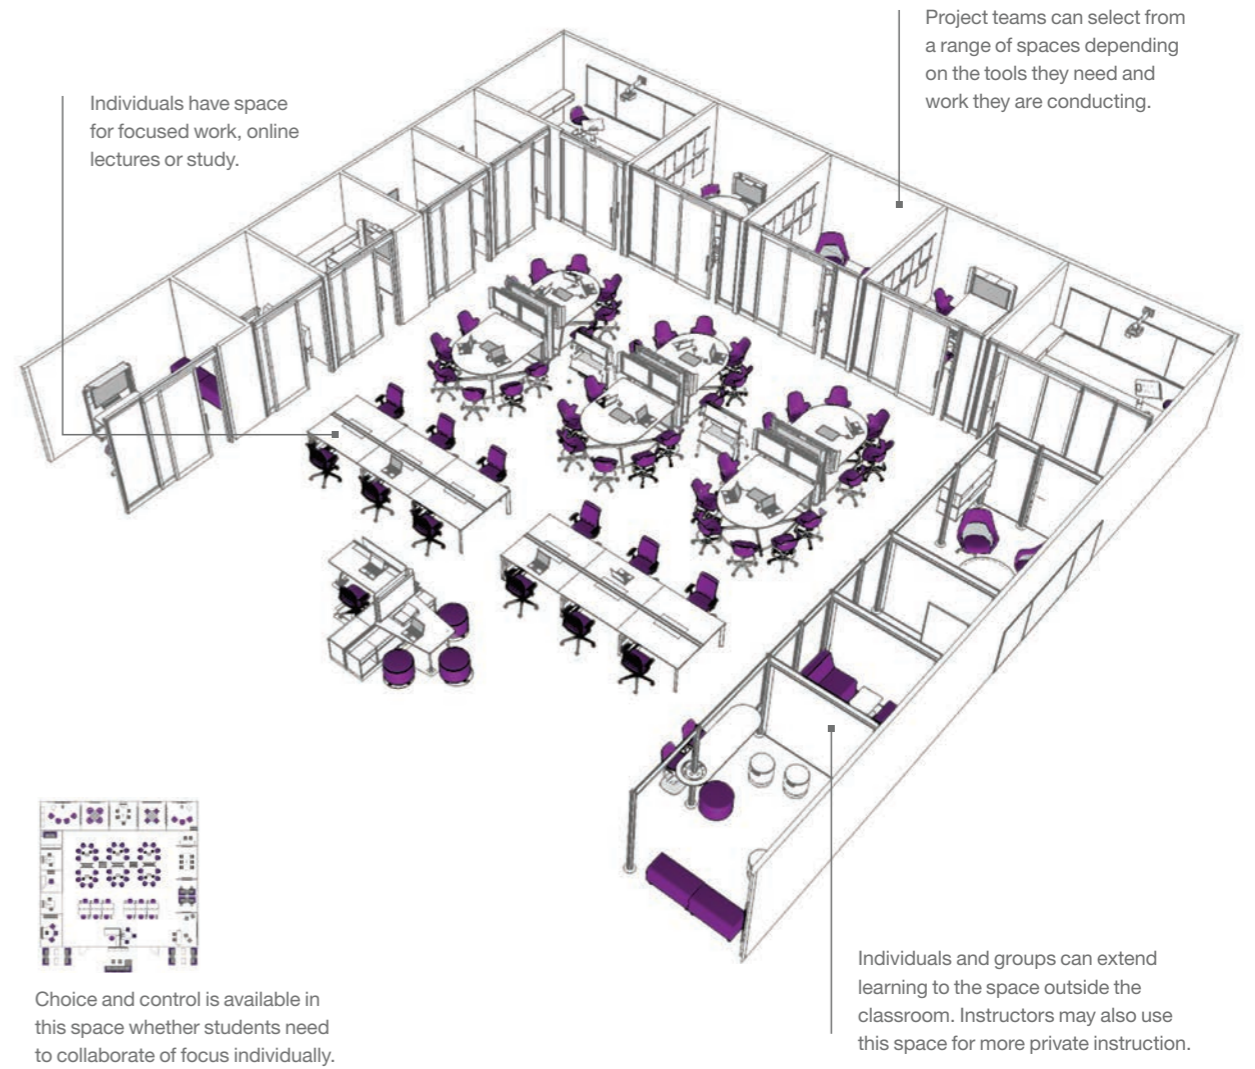 Project teams can select from
a range of spaces depending
on the tools they need and
work they are conducting.
Individuals have space
for focused work, online
lectures or study.
Individuals and groups can extend
learning to the space outside the
classroom. Instructors may also use
this space for more private instruction.
Choice and control is available in
this space whether students need
to collaborate of focus individually.